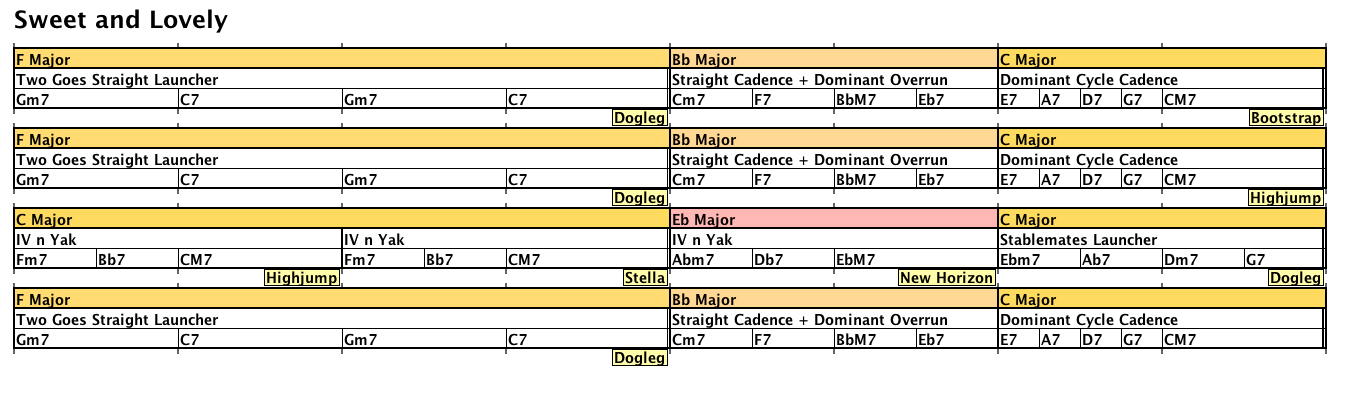 Sweet and Lovely
F Major Bb Major C Major
Two Goes Straight Launcher Straight Cadence + Dominant Overrun Dominant Cycle Cadence
Gm7 C7 Gm7 C7 Cm7 F7 BbM7 Eb7 E7 A7 D7 G7 CM7
Dogleg Bootstrap
F Major Bb Major C Major
Two Goes Straight Launcher Straight Cadence + Dominant Overrun Dominant Cycle Cadence
Gm7 C7 Gm7 C7 Cm7 F7 BbM7 Eb7 E7 A7 D7 G7 CM7
Dogleg Highjump
C Major Eb Major C Major
IV n Yak IV n Yak IV n Yak Stablemates Launcher
Fm7 Bb7 CM7 Fm7 Bb7 CM7 Abm7 Db7 EbM7 Ebm7 Ab7 Dm7 G7
Highjump Stella New Horizon Dogleg
F Major Bb Major C Major
Two Goes Straight Launcher Straight Cadence + Dominant Overrun Dominant Cycle Cadence
Gm7 C7 Gm7 C7 Cm7 F7 BbM7 Eb7 E7 A7 D7 G7 CM7
Dogleg